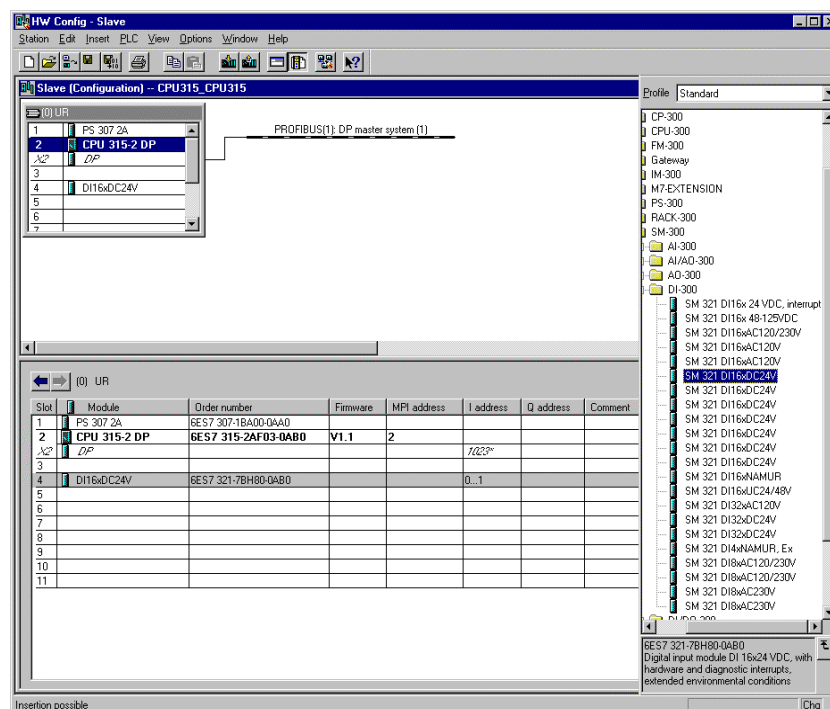 HW Config - Slave
Station Edit Insert PLC View Options Window Help
Slave (Configuration) -- CPU315_CPU315
(0) UR
1 PS 307 2A
2 CPU 315-2 DP
X2 DP
3
4 DI16xDC24V
5
6
7
PROFIBUS(1): DP master system (1)
(0) UR
Slot Module Order number Firmware MPI address I address Q address Comment
1 PS 307 2A 6ES7 307-1BA00-0AA0
2 CPU 315-2 DP 6ES7 315-2AF03-0AB0 V1.1 2
X2 DP 1023*
3
4 DI16xDC24V 6ES7 321-7BH80-0AB0 0...1
5
6
7
8
9
10
11
Profile Standard
CP-300
CPU-300
FM-300
Gateway
IM-300
M7-EXTENSION
PS-300
RACK-300
SM-300
AI-300
AI/AO-300
AO-300
DI-300
SM 321 DI16x 24 VDC, interrupt
SM 321 DI16x 48-125VDC
SM 321 DI16xAC120/230V
SM 321 DI16xAC120V
SM 321 DI16xAC120V
SM 321 DI16xDC24V
SM 321 DI16xDC24V
SM 321 DI16xDC24V
SM 321 DI16xDC24V
SM 321 DI16xDC24V
SM 321 DI16xDC24V
SM 321 DI16xDC24V
SM 321 DI16xNAMUR
SM 321 DI16xUC24/48V
SM 321 DI32xAC120V
SM 321 DI32xDC24V
SM 321 DI32xDC24V
SM 321 DI4xNAMUR, Ex
SM 321 DI8xAC120/230V
SM 321 DI8xAC120/230V
SM 321 DI8xAC230V
SM 321 DI8xAC230V
DI/DO-300
6ES7 321-7BH80-0AB0
Digital input module DI 16x24 VDC, with
hardware and diagnostic interrupts,
extended environmental conditions
Insertion possible
Chg